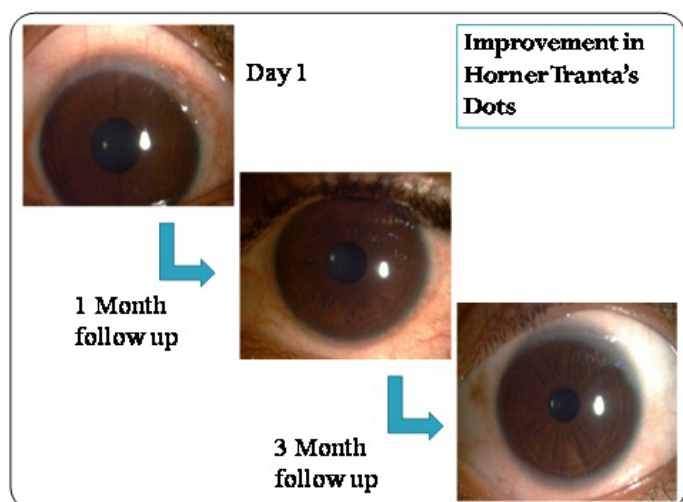 Day 1
Improvement in
Horner Tranta's
Dots
1 Month
follow up
3 Month
follow up